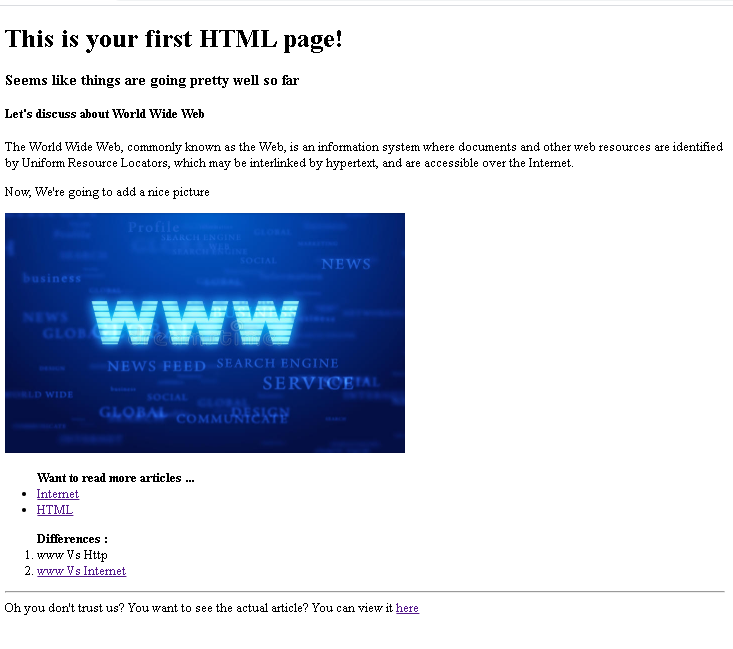 This is your first HTML page!
Seems like things are going pretty well so far
Let's discuss about World Wide Web
The World Wide Web, commonly known as the Web, is an information system where documents and other web resources are identified
by Uniform Resource Locators, which may be interlinked by hypertext, and are accessible over the Internet.
Now, We're going to add a nice picture
Profile
SEARCH ENGINE
GLOBAL
SEARCH ENGINE
SOCIAL
NEWS
business
NEWS
GLOBAL
WWW
NEWS FEED
SEARCH ENGINE
SERVICE
WORLD WIDE
SOCIAL
GLOBAL
GLOBAL
DESIGN
COMMUNICATE
INTERNET
Want to read more articles ...
Internet
HTML
Differences :
1. www Vs Http
2. www Vs Internet
Oh you don't trust us? You want to see the actual article? You can view it here